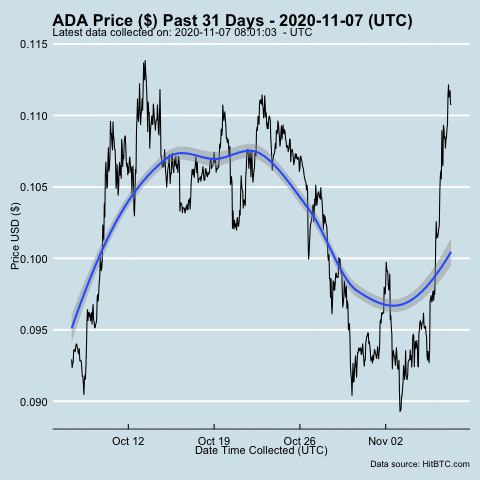 ADA Price ($) Past 31 Days - 2020-11-07 (UTC)
Latest data collected on: 2020-11-07 08:01:03 - UTC
0.115
0.110
0.105
0.100
0.095
0.090
Price USD ($)
Oct 12 Oct 19 Oct 26 Nov 02
Date Time Collected (UTC)
Data source: HitBTC.com